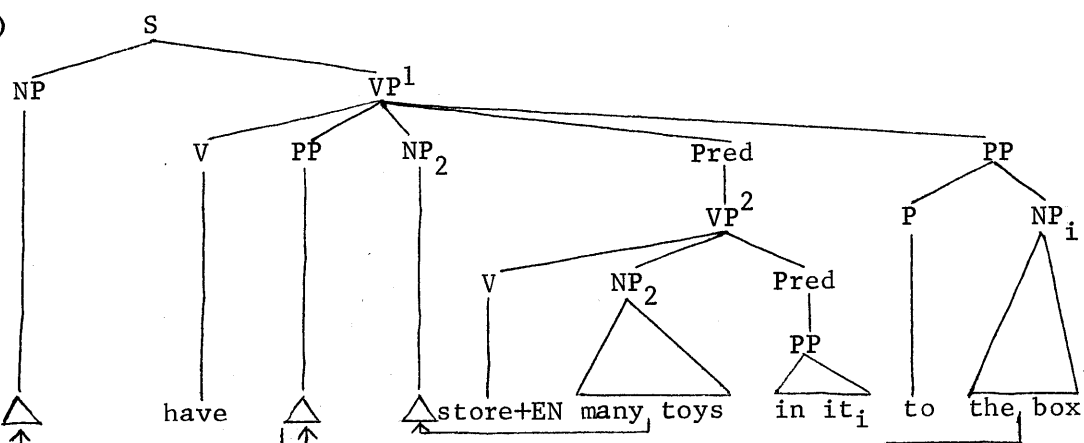 )
S
NP VP1
V PP NP2 Pred PP
VP2 P NPi
V NP2 Pred
PP
have store+EN many toys in iti to the box